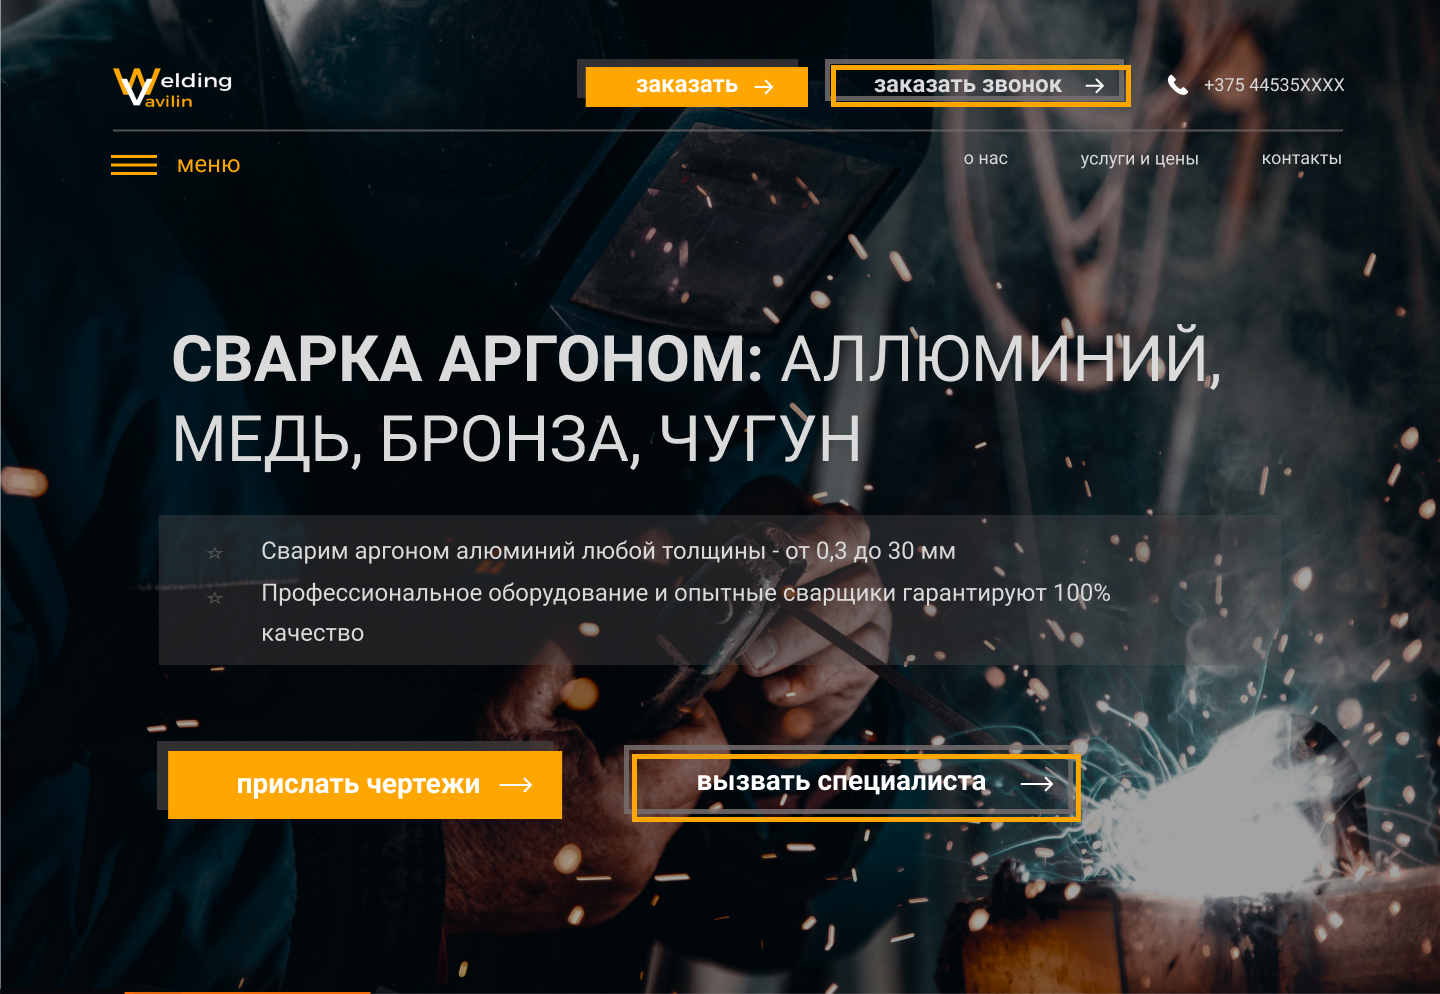 Welding
Vavilin
заказать
заказать звонок
+375 44535XXXX
меню
о нас
услуги и цены
контакты
СВАРКА АРГОНОМ: АЛЛЮМИНИЙ,
МЕДЬ, БРОНЗА, ЧУГУН
Сварим аргоном алюминий любой толщины - от 0,3 до 30 мм
Профессиональное оборудование и опытные сварщики гарантируют 100%
качество
прислать чертежи
вызвать специалиста